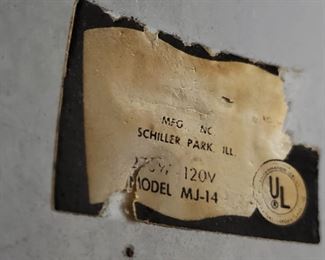 MFG. NC.
SCHILLER PARK, ILL.
120V
MODEL MJ-14
UL
®